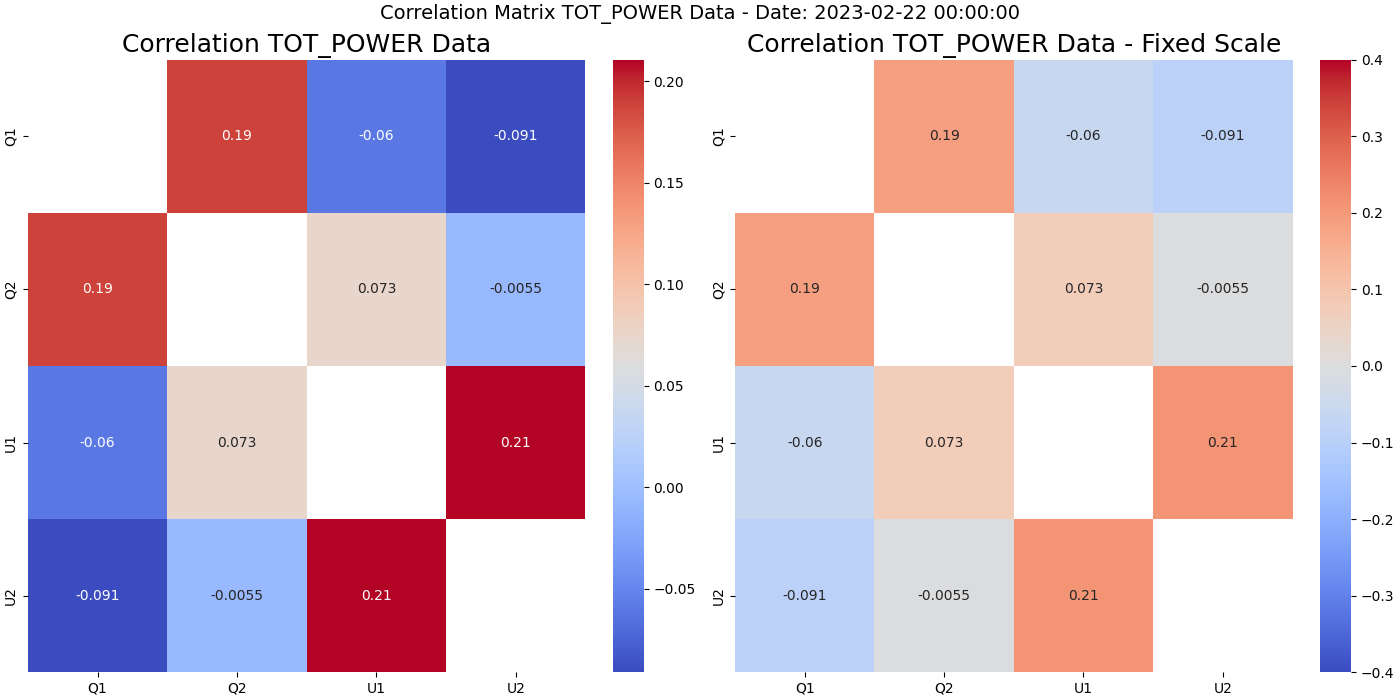 Correlation Matrix TOT_POWER Data - Date: 2023-02-22 00:00:00
Correlation TOT_POWER Data
Q1
0.19
-0.06
-0.091
Q2
0.19
0.073
-0.0055
U1
-0.06
0.073
0.21
U2
-0.091
-0.0055
0.21
Q1
Q2
U1
U2
0.20
0.15
0.10
0.05
0.00
−0.05
Correlation TOT_POWER Data - Fixed Scale
Q1
0.19
-0.06
-0.091
Q2
0.19
0.073
-0.0055
U1
-0.06
0.073
0.21
U2
-0.091
-0.0055
0.21
Q1
Q2
U1
U2
0.4
0.3
0.2
0.1
0.0
−0.1
−0.2
−0.3
−0.4